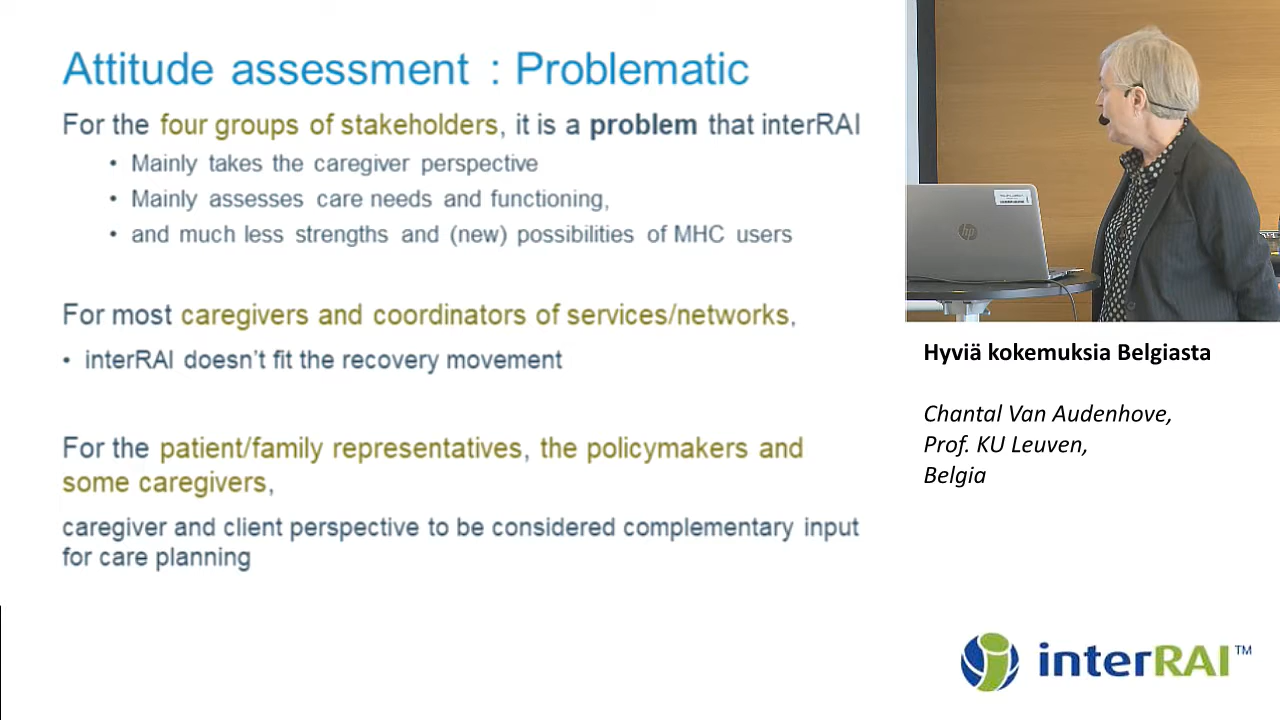 Attitude assessment : Problematic
For the four groups of stakeholders, it is a problem that interRAI
• Mainly takes the caregiver perspective
• Mainly assesses care needs and functioning,
• and much less strengths and (new) possibilities of MHC users
For most caregivers and coordinators of services/networks,
• interRAI doesn't fit the recovery movement
For the patient/family representatives, the policymakers and
some caregivers,
caregiver and client perspective to be considered complementary input
for care planning
hp
Hyviä kokemuksia Belgiasta
Chantal Van Audenhove,
Prof. KU Leuven,
Belgia
interRAI™